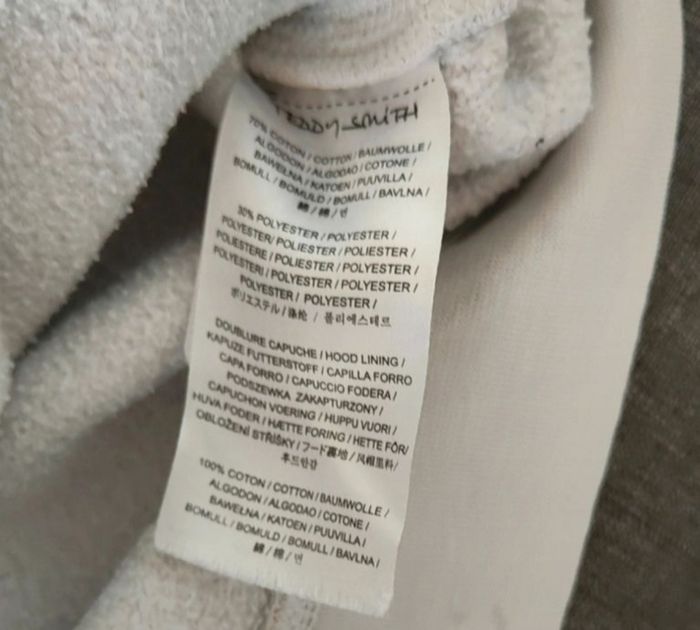 TEDDY SMITH
70% COTON / COTTON / BAUMWOLLE /
ALGODON / ALGODAO / COTONE /
BAWEŁNA / KATOEN / PUUVILLA /
BOMULL / BOMULD / BOMULL / BAVLNA /
綿 / 棉 / 면
30% POLYESTER / POLYESTER /
POLYESTER / POLIESTER / POLIESTER /
POLIESTERE / POLIESTER / POLYESTER /
POLYESTERI / POLYESTER / POLYESTER /
POLYESTER / POLYESTER /
ポリエステル / 涤纶 / 폴리에스테르
DOUBLURE CAPUCHE / HOOD LINING /
KAPUZE FUTTERSTOFF / CAPILLA FORRO
CAPA FORRO / CAPUCCIO FODERA /
PODSZEWKA ZAKAPTURZONY /
CAPUCHON VOERING / HUPPU VUORI /
HUVA FODER / HÆTTE FORING / HETTE FÔR/
OBLOŽENÍ STŘÍŠKY / フード裏地 / 风帽里料/
후드안감
100% COTON / COTTON / BAUMWOLLE /
ALGODON / ALGODAO / COTONE /
BAWEŁNA / KATOEN / PUUVILLA /
BOMULL / BOMULD / BOMULL / BAVLNA /
綿 / 棉 / 면